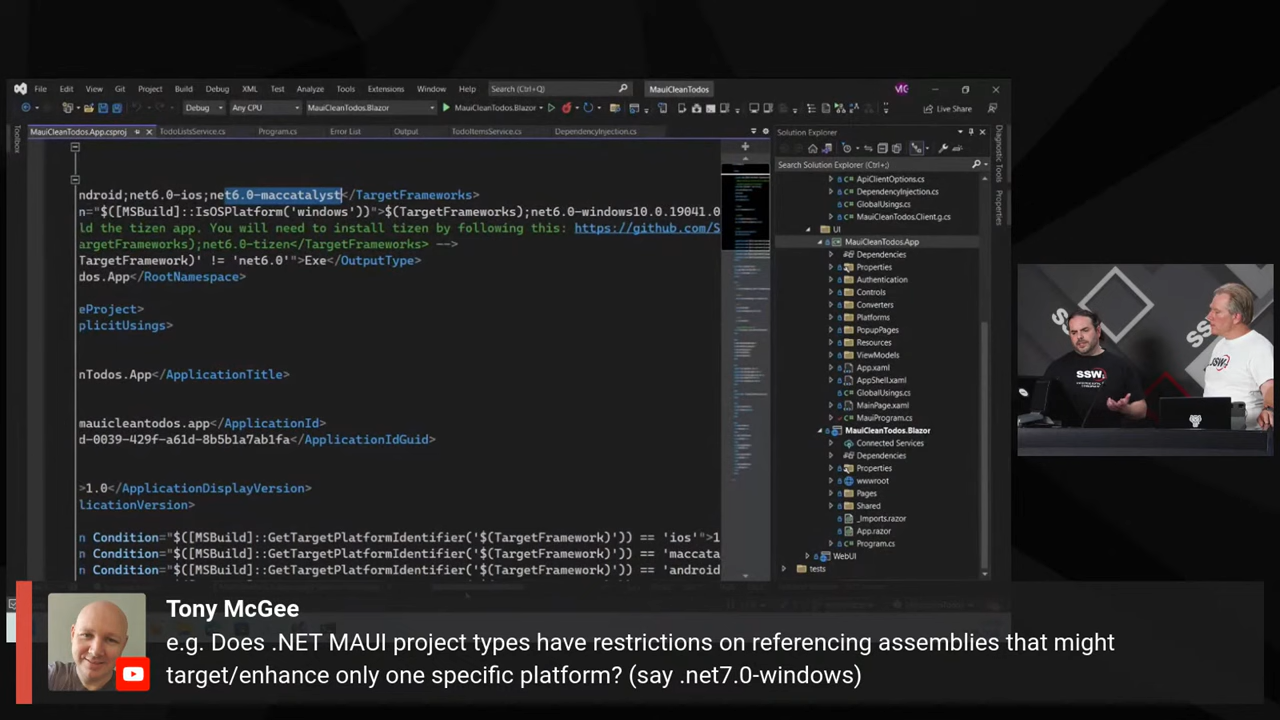 File Edit View Git Project Build Debug XML Test Analyze Tools Extensions Window Search (Ctrl+Q) MauiCleanTodos
Debug Any CPU MauiCleanTodos.Blazor MauiCleanTodos.Blazor Live Share
MauiCleanTodos.App.csproj TodoListsService.cs Program.cs Error List Output TodoItemsService.cs DependencyInjection.cs
Toolbox
ndroid;net6.0-ios;net6.0-maccatalyst</TargetFrameworks>
n="$([MSBuild]::IsOSPlatform('windows'))">$(TargetFrameworks);net6.0-windows10.0.19041.0
ld the tizen app. You will need to install tizen by following this: https://github.com/S
argetFrameworks);net6.0-tizen</TargetFrameworks> -->
TargetFramework)' != 'net6.0'">Exe</OutputType>
dos.App</RootNamespace>
eProject>
plicitUsings>
nTodos.App</ApplicationTitle>
mauicleantodos.app</ApplicationId>
d-0039-429f-a61d-8b5b1a7ab1fa</ApplicationIdGuid>
>1.0</ApplicationDisplayVersion>
licationVersion>
n Condition="$([MSBuild]::GetTargetPlatformIdentifier('$(TargetFramework)')) == 'ios'">1
n Condition="$([MSBuild]::GetTargetPlatformIdentifier('$(TargetFramework)')) == 'macca
n Condition="$([MSBuild]::GetTargetPlatformIdentifier('$(TargetFramework)')) == 'android
Solution Explorer
Search Solution Explorer (Ctrl+;)
ApiClientOptions.cs
DependencyInjection.cs
GlobalUsings.cs
MauiCleanTodos.Client.g.cs
UI
MauiCleanTodos.App
Dependencies
Properties
Authentication
Controls
Converters
Platforms
PopupPages
Resources
ViewModels
App.xaml
AppShell.xaml
GlobalUsings.cs
MainPage.xaml
MauiProgram.cs
MauiCleanTodos.Blazor
Connected Services
Dependencies
Properties
wwwroot
Pages
Shared
_Imports.razor
App.razor
Program.cs
WebUI
tests
Diagnostic Tools
Properties
SSW
SSW
Tony McGee
e.g. Does .NET MAUI project types have restrictions on referencing assemblies that might
target/enhance only one specific platform? (say .net7.0-windows)